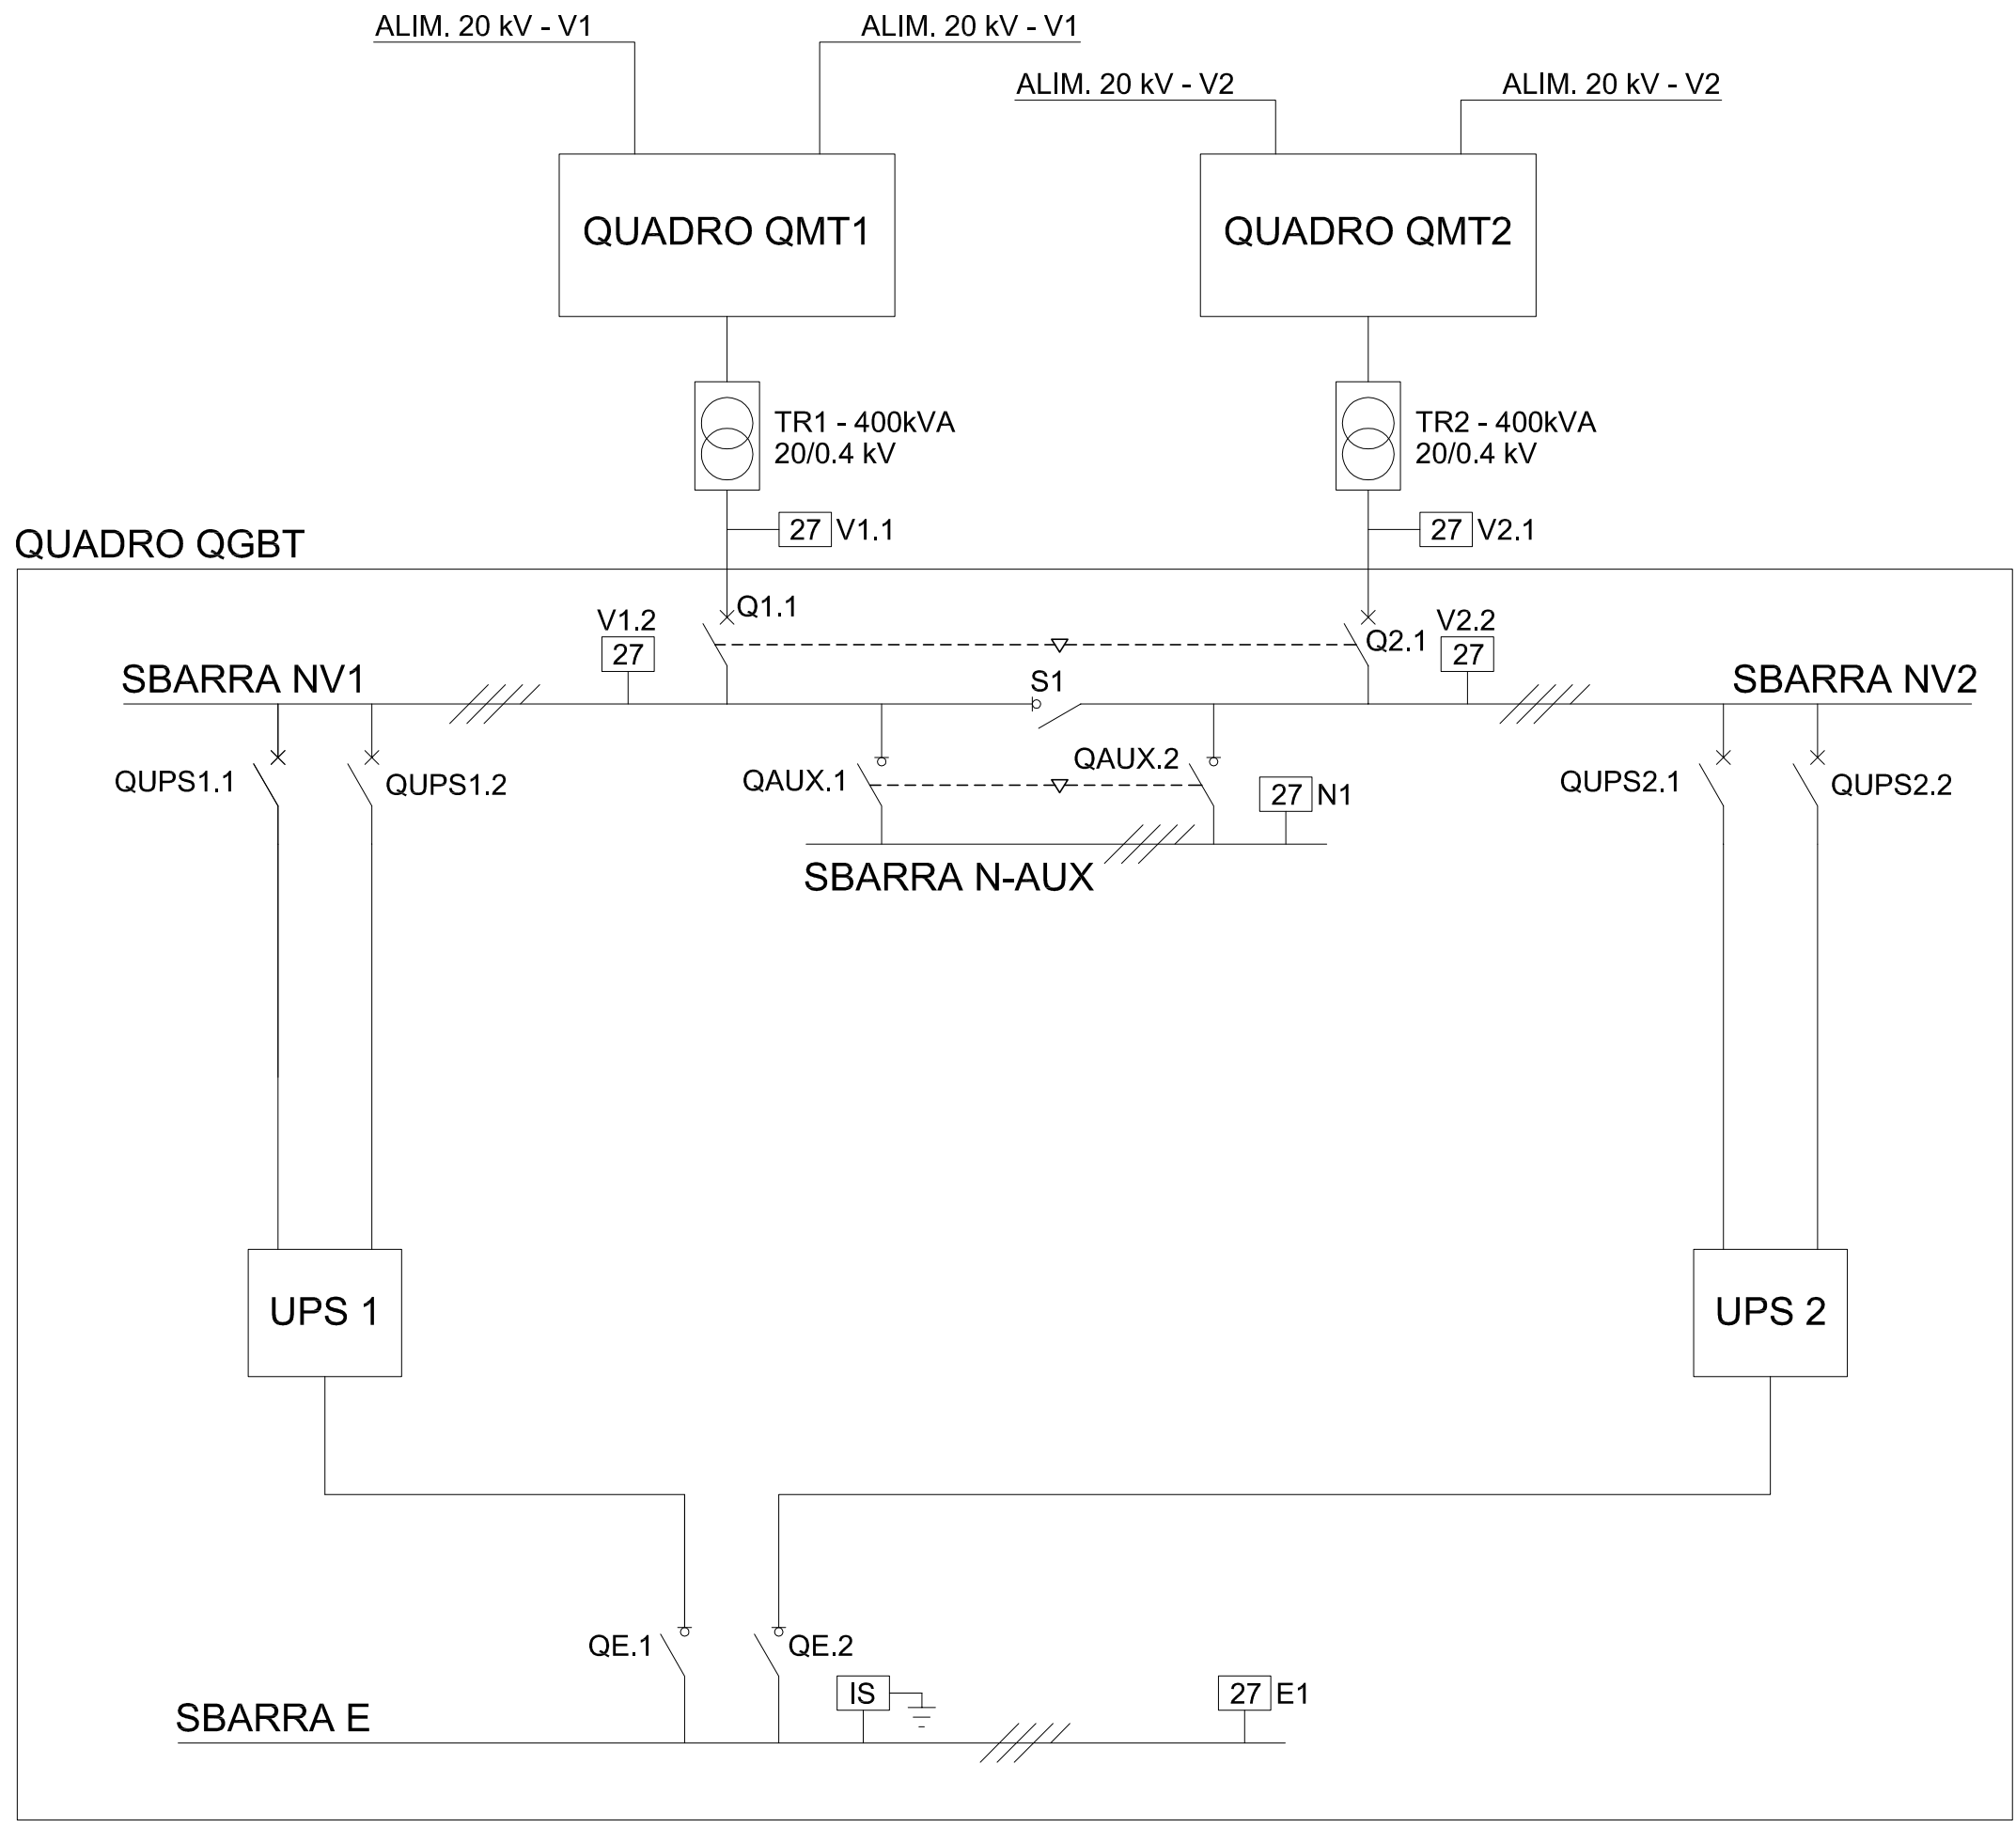 ALIM. 20 kV - V1
ALIM. 20 kV - V1
ALIM. 20 kV - V2
ALIM. 20 kV - V2
QUADRO QMT1
QUADRO QMT2
TR1 - 400kVA
20/0.4 kV
TR2 - 400kVA
20/0.4 kV
27 V1.1
27 V2.1
QUADRO QGBT
Q1.1
V1.2
27
Q2.1
V2.2
27
SBARRA NV1
S1
SBARRA NV2
QUPS1.1
QUPS1.2
QAUX.1
QAUX.2
27 N1
QUPS2.1
QUPS2.2
SBARRA N-AUX
UPS 1
UPS 2
QE.1
QE.2
IS
27 E1
SBARRA E